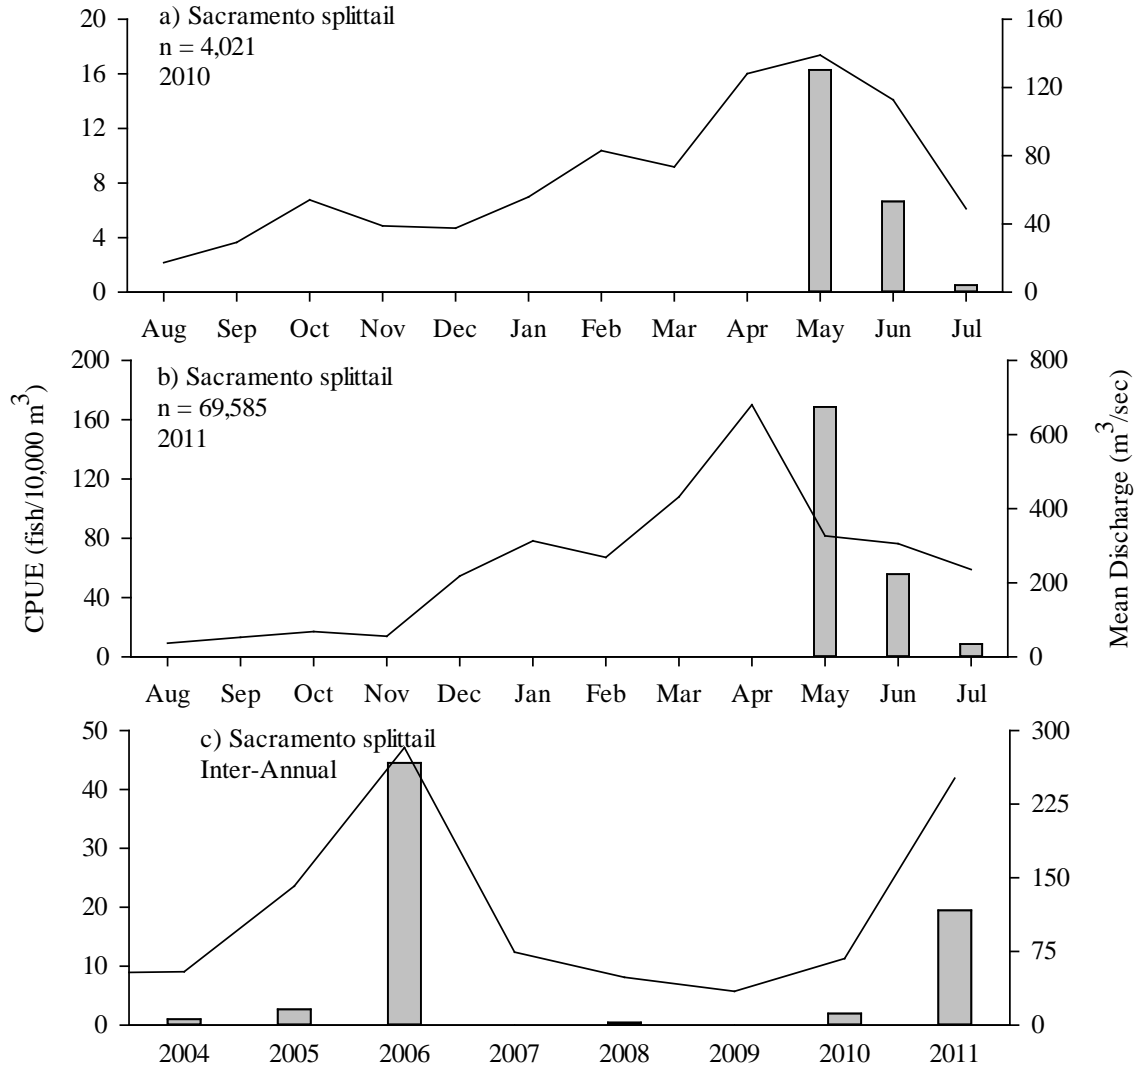 a) Sacramento splittail
n = 4,021
2010
20 16 12 8 4 0
160 120 80 40 0
Aug Sep Oct Nov Dec Jan Feb Mar Apr May Jun Jul
b) Sacramento splittail
n = 69,585
2011
200 160 120 80 40 0
800 600 400 200 0
CPUE (fish/10,000 m³)
Mean Discharge (m³/sec)
Aug Sep Oct Nov Dec Jan Feb Mar Apr May Jun Jul
c) Sacramento splittail
Inter-Annual
50 40 30 20 10 0
300 225 150 75 0
2004 2005 2006 2007 2008 2009 2010 2011